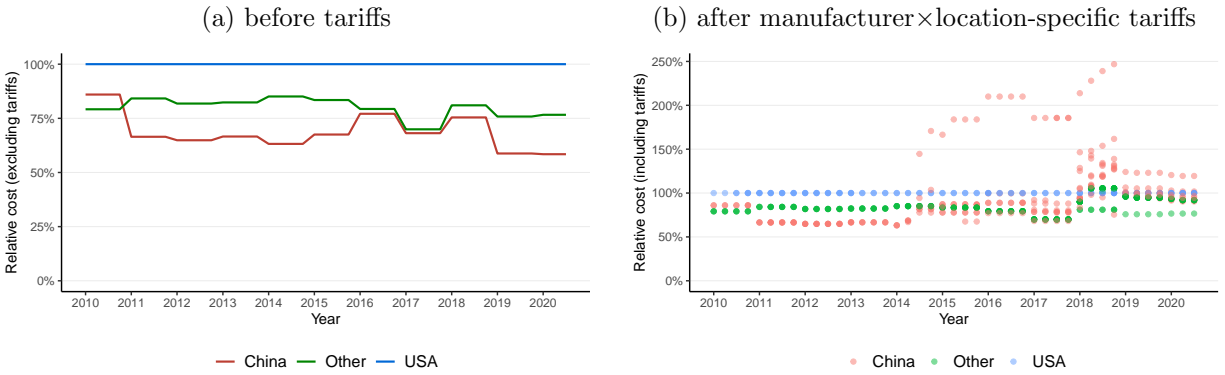 (a) before tariffs
Relative cost (excluding tariffs)
100%
75%
50%
25%
0%
2010 2011 2012 2013 2014 2015 2016 2017 2018 2019 2020
Year
China Other USA
(b) after manufacturer×location-specific tariffs
Relative cost (including tariffs)
250%
200%
150%
100%
50%
0%
2010 2011 2012 2013 2014 2015 2016 2017 2018 2019 2020
Year
China Other USA